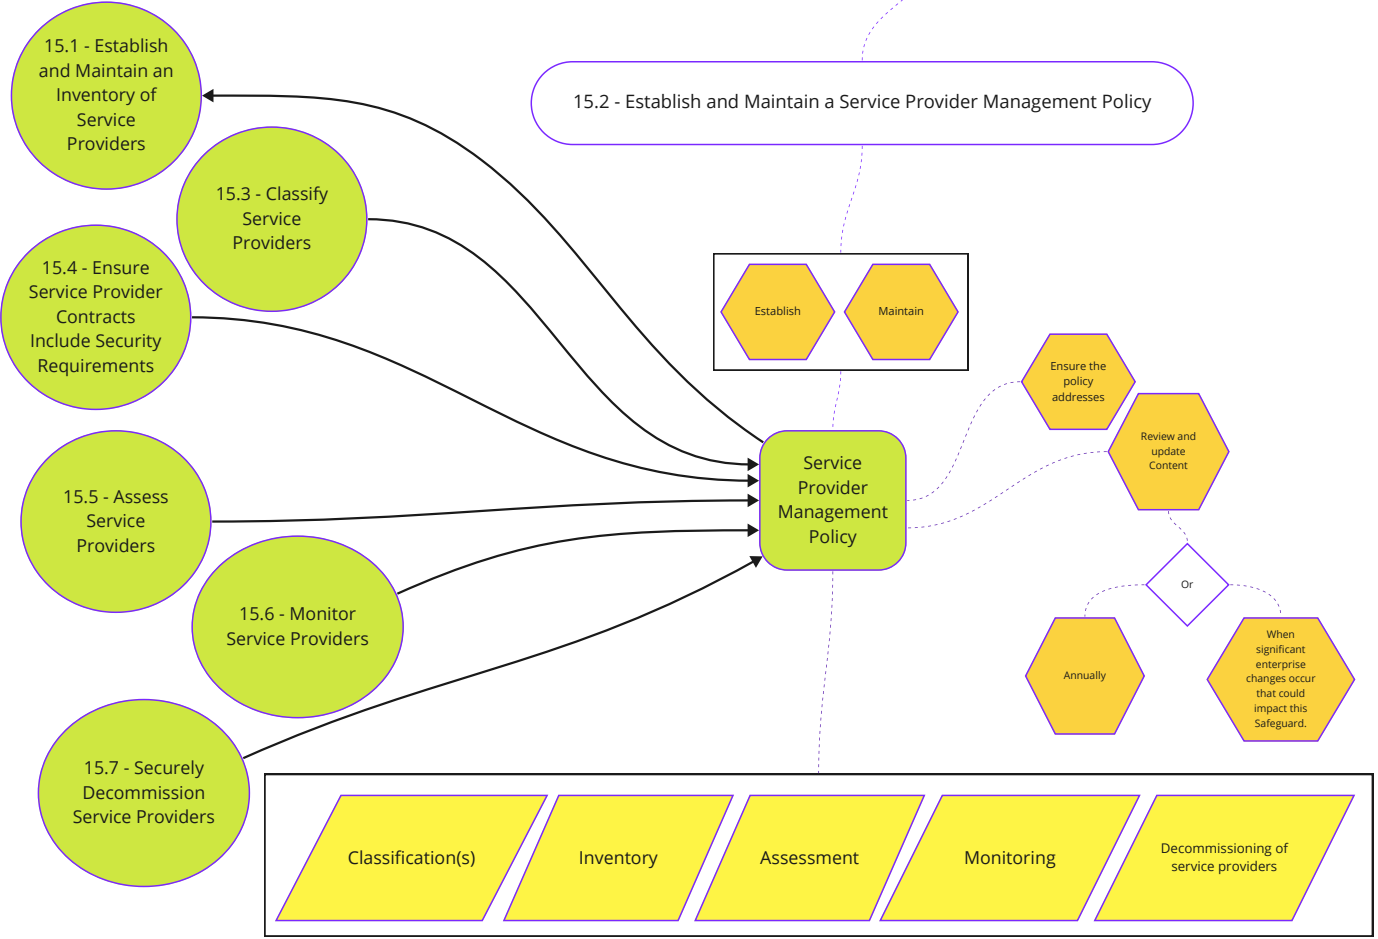 15.1 - Establish
and Maintain an
Inventory of
Service
Providers
15.2 - Establish and Maintain a Service Provider Management Policy
15.3 - Classify
Service
Providers
15.4 - Ensure
Service Provider
Contracts
Include Security
Requirements
Establish
Maintain
Ensure the
policy
addresses
Review and
update
Content
Service
Provider
Management
Policy
15.5 - Assess
Service
Providers
15.6 - Monitor
Service Providers
Or
Annually
When
significant
enterprise
changes occur
that could
impact this
Safeguard.
15.7 - Securely
Decommission
Service Providers
Classification(s)
Inventory
Assessment
Monitoring
Decommissioning of
service providers